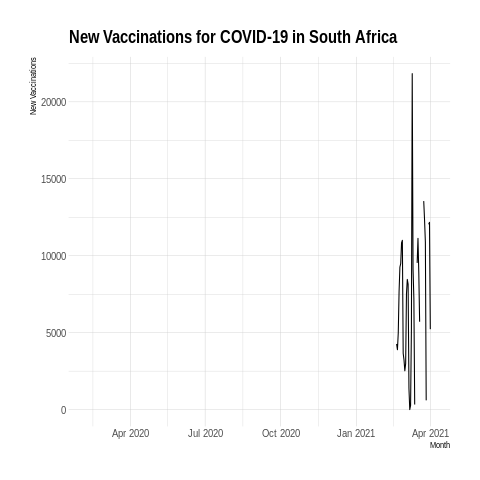 New Vaccinations for COVID-19 in South Africa
New Vaccinations
20000
15000
10000
5000
0
Apr 2020 Jul 2020 Oct 2020 Jan 2021 Apr 2021
Month